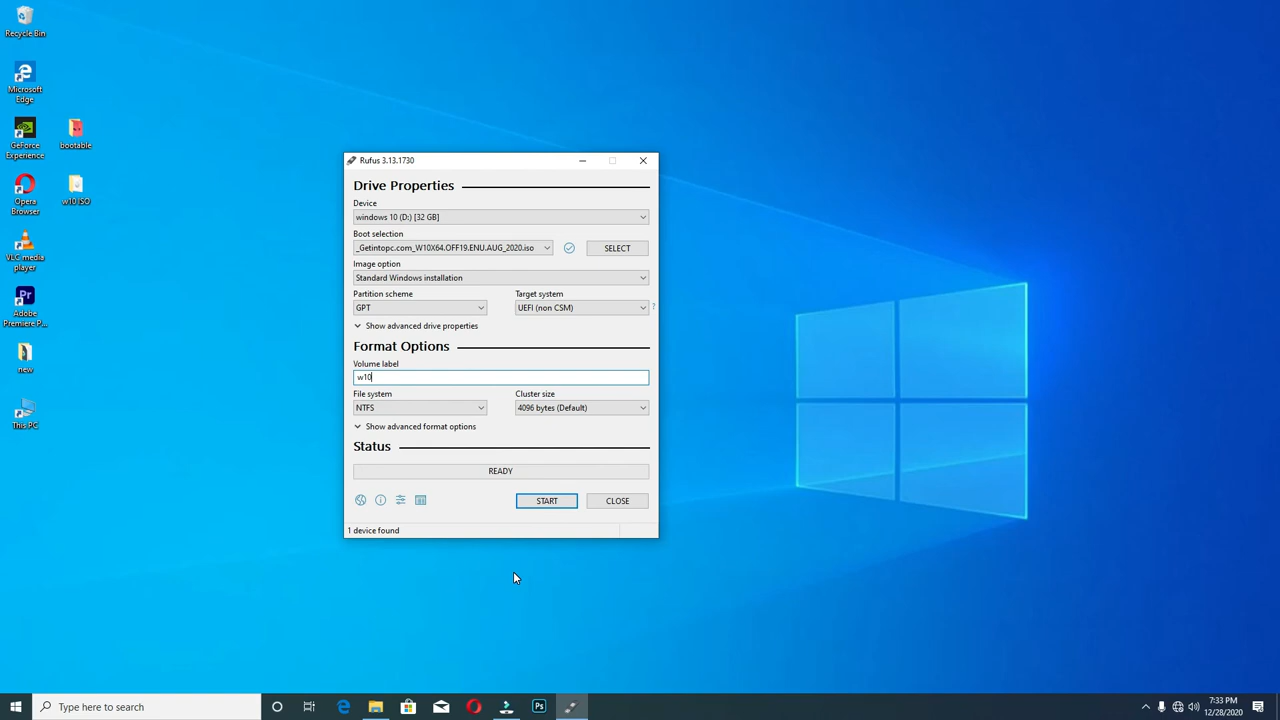 Recycle Bin
Microsoft
Edge
GeForce
Experience
bootable
Opera
Browser
w10 ISO
VLC media
player
Adobe
Premiere P...
new
This PC
Rufus 3.13.1730
Drive Properties
Device
windows 10 (D:) [32 GB]
Boot selection
_Getintopc.com_W10X64.OFF19.ENU.AUG_2020.iso
SELECT
Image option
Standard Windows installation
Partition scheme
Target system
GPT
UEFI (non CSM)
?
Show advanced drive properties
Format Options
Volume label
w10
File system
Cluster size
NTFS
4096 bytes (Default)
Show advanced format options
Status
READY
START
CLOSE
1 device found
Type here to search
Ps
7:33 PM
12/28/2020